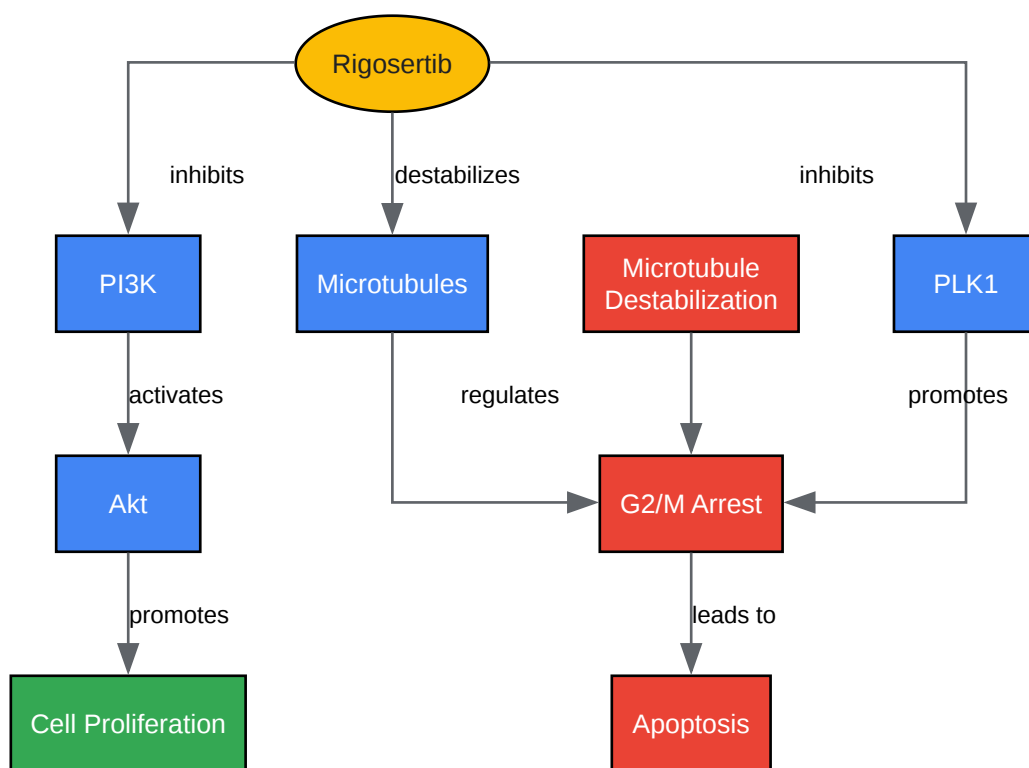 Rigosertib
inhibits
destabilizes
inhibits
PI3K
Microtubules
Microtubule
Destabilization
PLK1
activates
regulates
promotes
Akt
G2/M Arrest
promotes
leads to
Cell Proliferation
Apoptosis